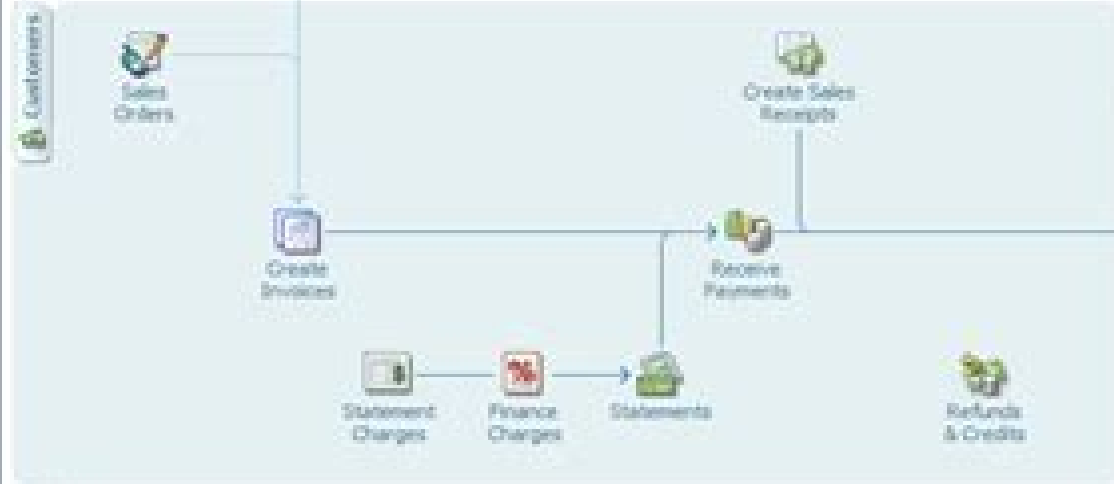 Customers
Sales
Orders
Create Sales
Receipts
Create
Invoices
Receive
Payments
Statement
Charges
Finance
Charges
Statements
Refunds
& Credits